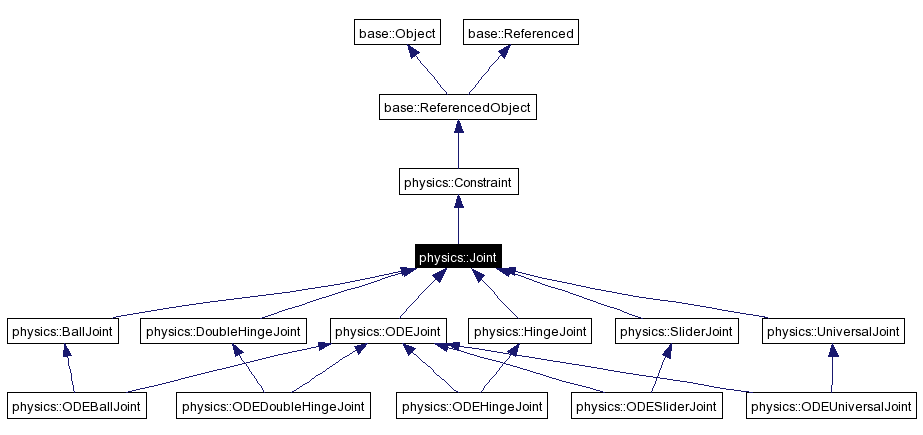 base::Object
base::Referenced
base::ReferencedObject
physics::Constraint
physics::Joint
physics::BallJoint
physics::DoubleHingeJoint
physics::ODEJoint
physics::HingeJoint
physics::SliderJoint
physics::UniversalJoint
physics::ODEBallJoint
physics::ODEDoubleHingeJoint
physics::ODEHingeJoint
physics::ODESliderJoint
physics::ODEUniversalJoint